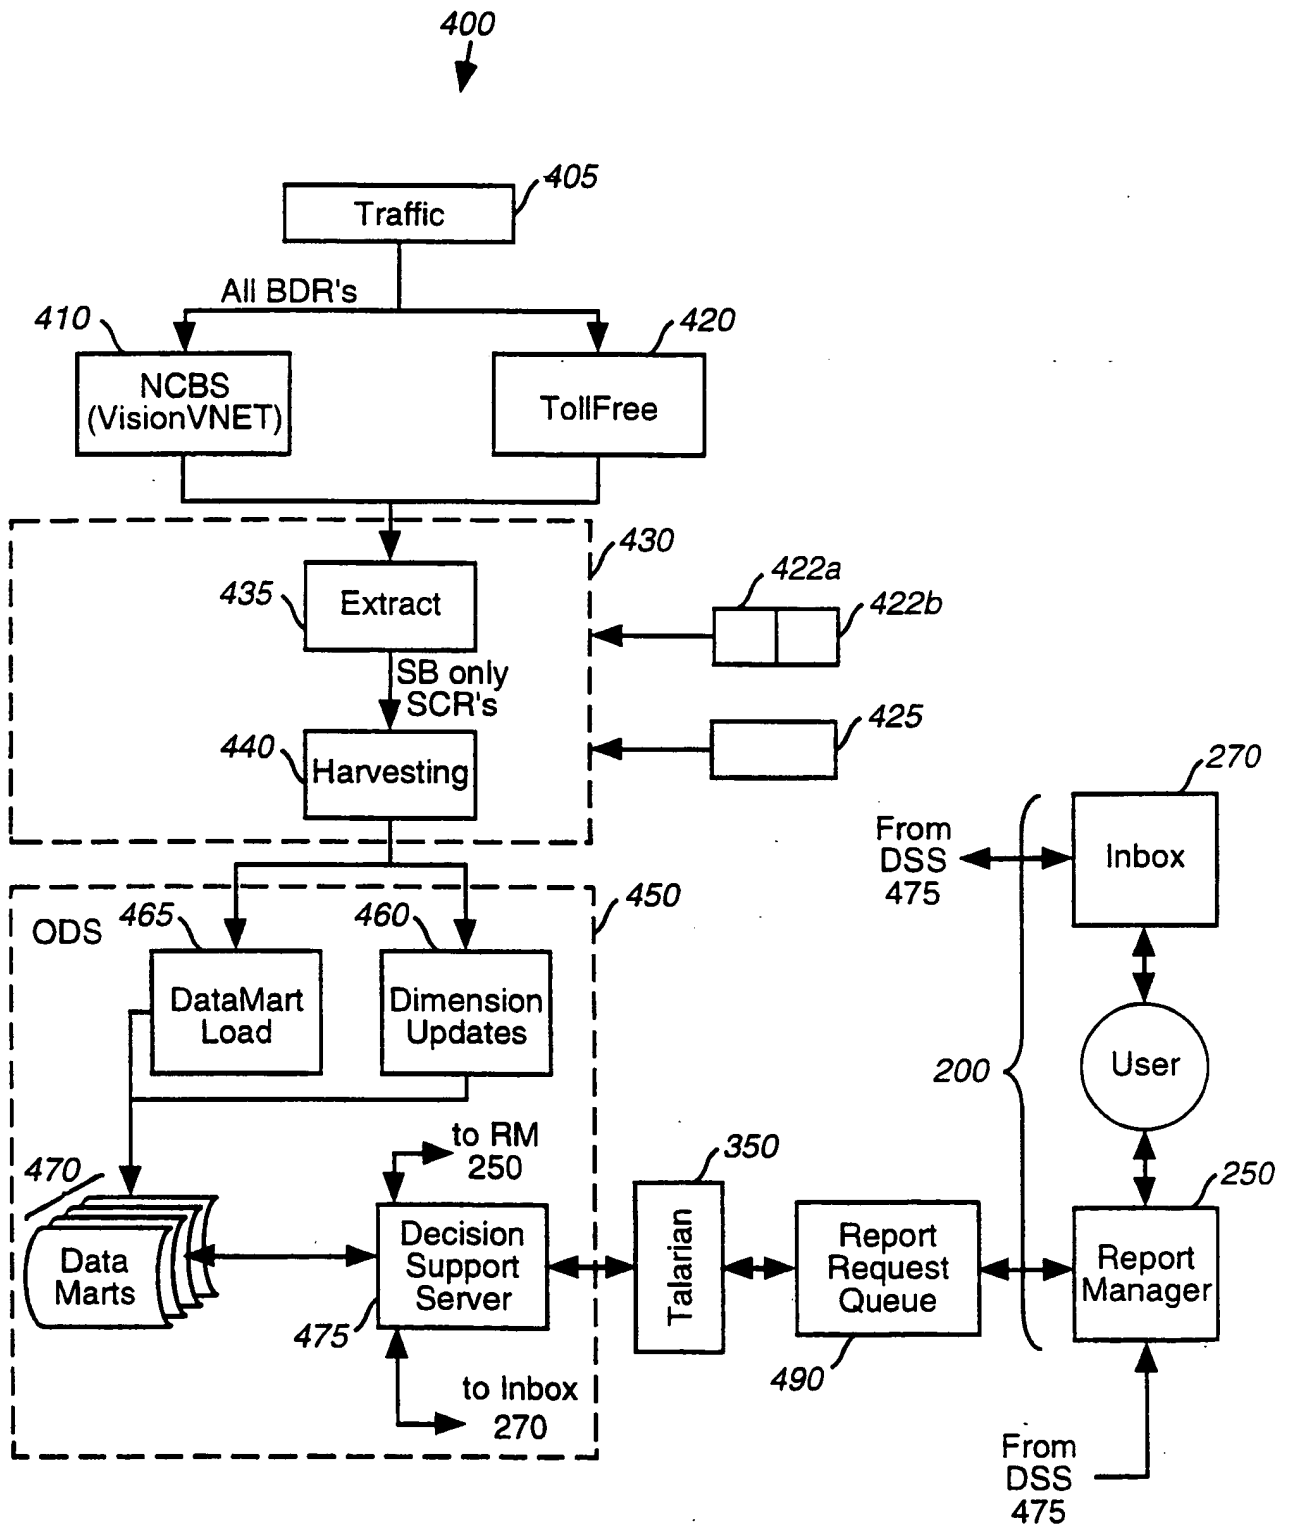 400
405
Traffic
All BDR's
410
420
NCBS
(VisionVNET)
TollFree
430
435
Extract
422a
422b
SB only
SCR's
425
440
Harvesting
270
From
DSS
475
Inbox
450
ODS
465
460
DataMart
Load
Dimension
Updates
200
User
to RM
250
350
250
470
Data
Marts
Decision
Support
Server
475
Talarian
Report
Request
Queue
490
Report
Manager
to Inbox
270
From
DSS
475